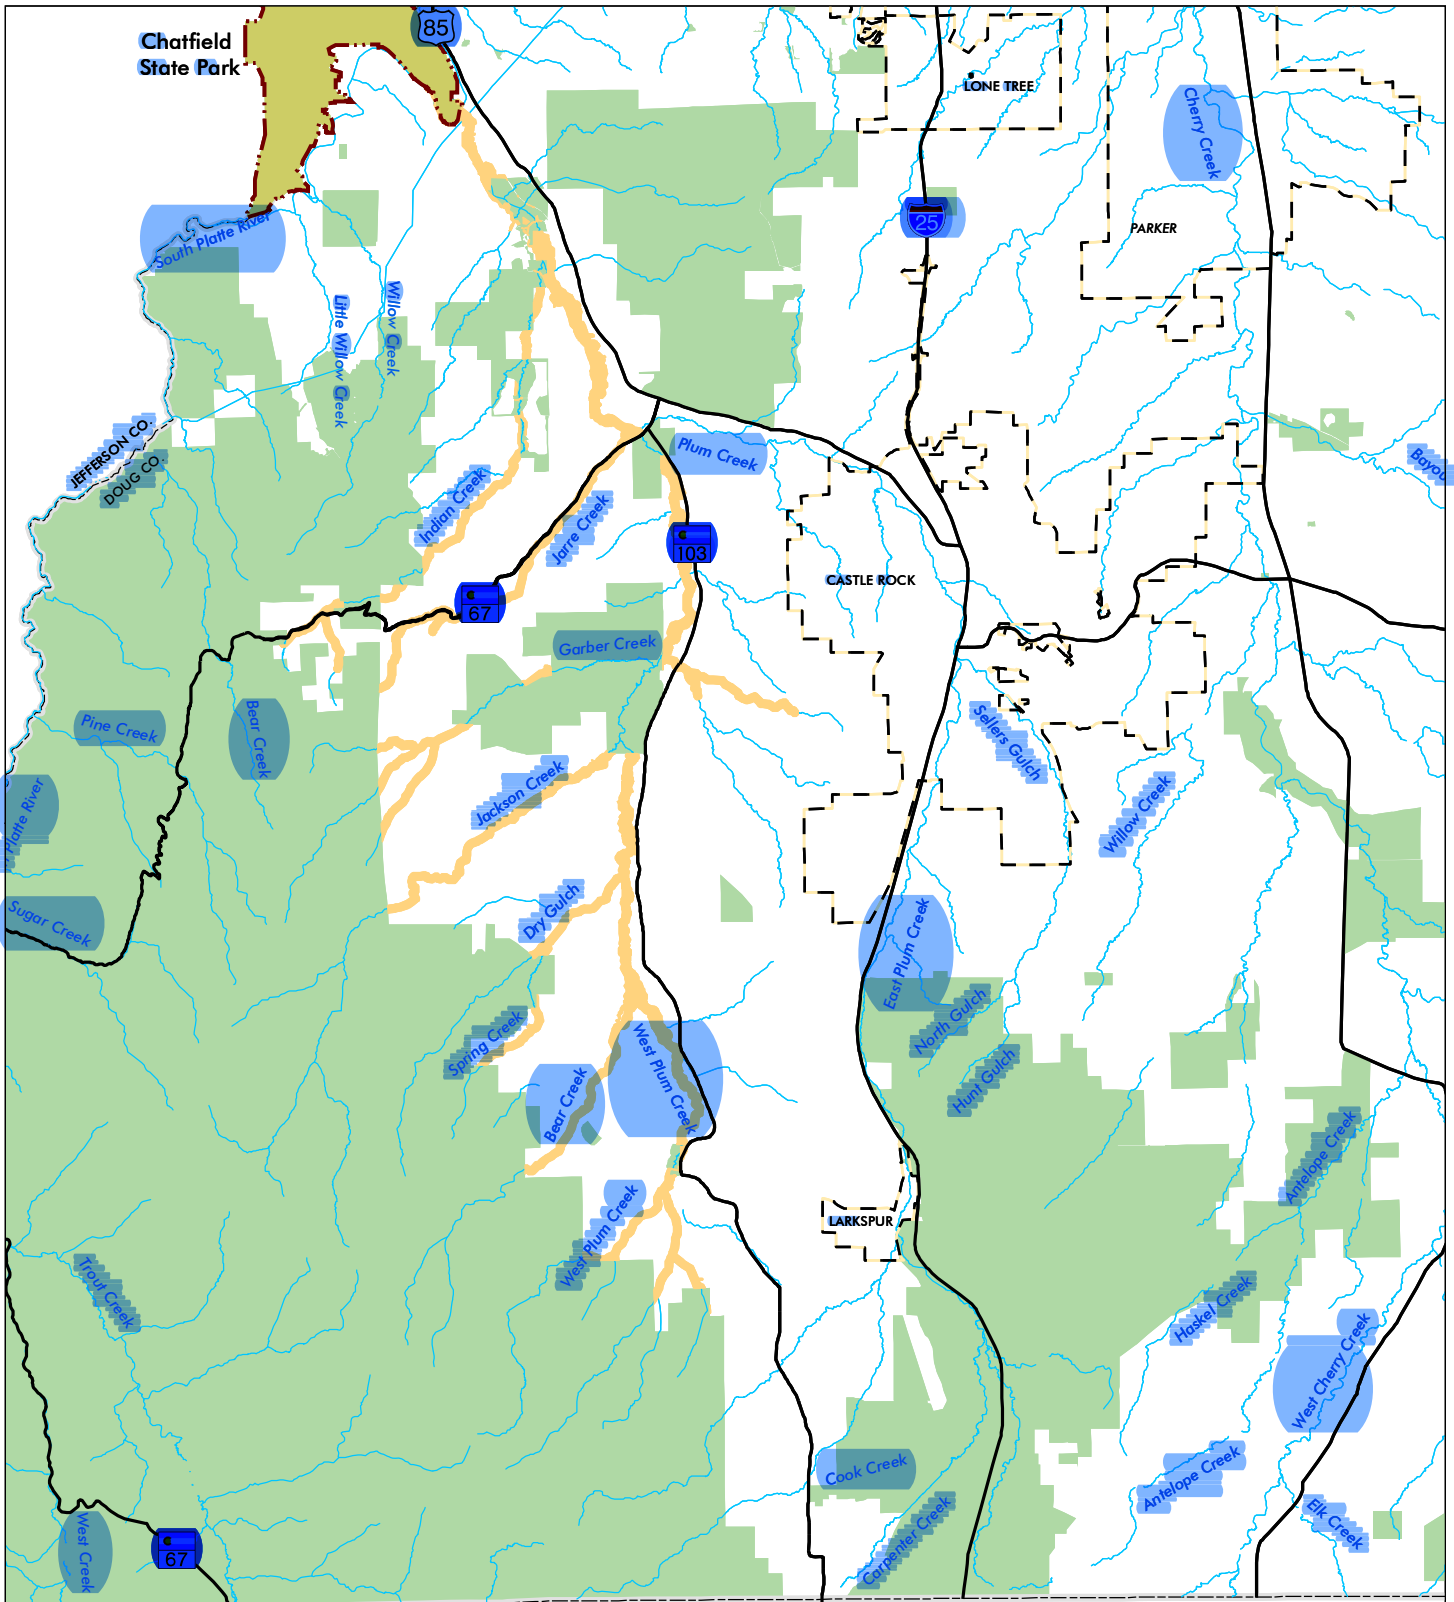 85
Chatfield
State Park
LONE TREE
Cherry Creek
South Platte River
25
PARKER
Little Willow Creek
Willow Creek
JEFFERSON CO.
DOUG CO.
Plum Creek
Bayou
Indian Creek
Jarre Creek
103
CASTLE ROCK
67
Garber Creek
Pine Creek
Bear Creek
Sellers Gulch
Jackson Creek
Willow Creek
Platte River
Sugar Creek
Dry Gulch
East Plum Creek
North Gulch
Spring Creek
West Plum Creek
Hunt Gulch
Bear Creek
Antelope Creek
West Plum Creek
LARKSPUR
Trout Creek
Haskel Creek
West Cherry Creek
Cook Creek
Antelope Creek
Elk Creek
Carpenter Creek
West Creek
67